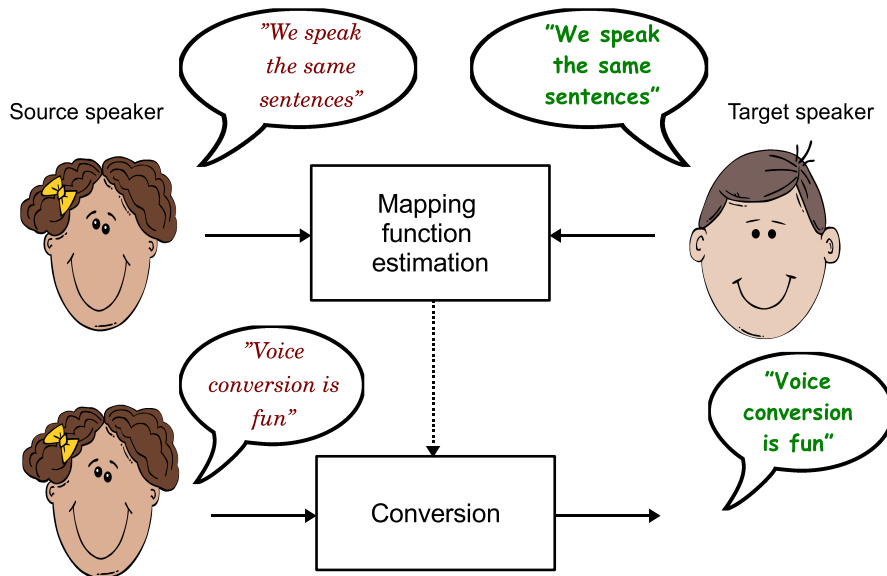 ”We speak
the same
sentences”
”We speak
the same
sentences”
Source speaker
Target speaker
Mapping
function
estimation
”Voice
conversion is
fun”
”Voice
conversion
is fun”
Conversion